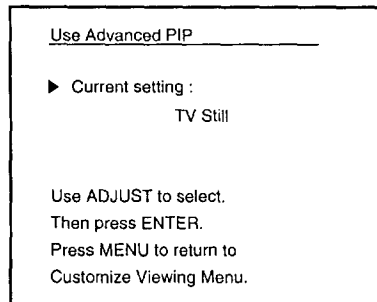 Use Advanced PIP
▶ Current setting :
TV Still
Use ADJUST to select.
Then press ENTER.
Press MENU to return to
Customize Viewing Menu.